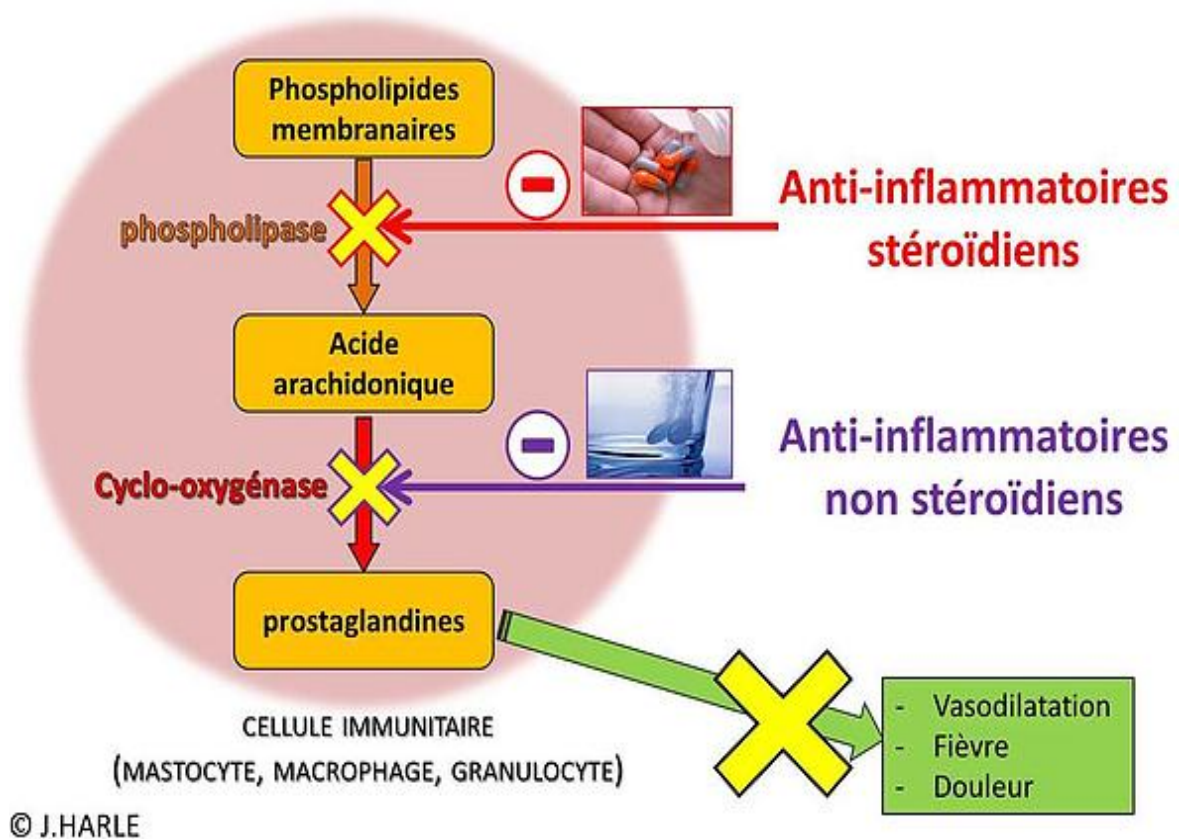 Phospholipides
membranaires
phospholipase
Anti-inflammatoires
stéroïdiens
Acide
arachidonique
Cyclo-oxygénase
Anti-inflammatoires
non stéroïdiens
prostaglandines
CELLULE IMMUNITAIRE
(MASTOCYTE, MACROPHAGE, GRANULOCYTE)
- Vasodilatation
- Fièvre
- Douleur
© J.HARLE